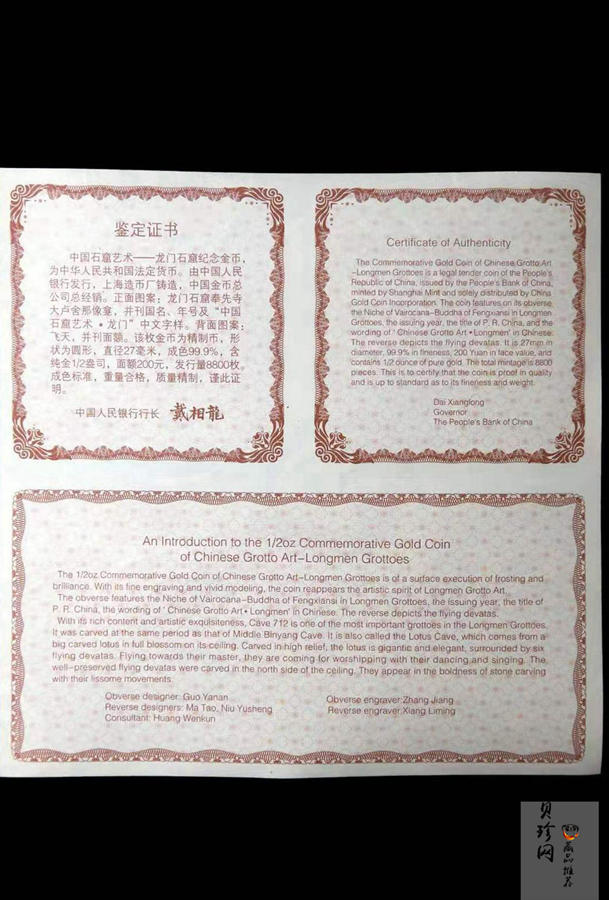 鉴定证书
中国石窟艺术——龙门石窟纪念金币，
为中华人民共和国法定货币。由中国人民
银行发行，上海造币厂铸造，中国金币总
公司总经销。正面图案：龙门石窟奉先寺
大卢舍那像龛，并刊国名、年号及“中国
石窟艺术•龙门”中文字样。背面图案：
飞天，并刊面额。该枚金币为精制币，形
状为圆形，直径27毫米，成色99.9%，含
纯金1/2盎司，面额200元，发行量8800枚。
成色标准，重量合格，质量精制，谨此证
明。
中国人民银行行长 戴相龍
Certificate of Authenticity
The Commemorative Gold Coin of Chinese Grotto Art
-Longmen Grottoes is a legal tender coin of the People's
Republic of China, issued by the People's Bank of China,
minted by Shanghai Mint and solely distributed by China
Gold Coin Incorporation. The coin features on its obverse
the Niche of Vairocana-Buddha of Fengxiansi in Longmen
Grottoes, the issuing year, the title of P. R. China, and the
wording of ' Chinese Grotto Art•Longmen' in Chinese.
The reverse depicts the flying devatas. It is 27mm in
diameter, 99.9% in fineness, 200 Yuan in face value, and
contains 1/2 ounce of pure gold. The total mintage is 8800
pieces. This is to certify that the coin is proof in quality
and is up to standard as to its fineness and weight.
Dai Xianglong
Governor
The People's Bank of China
An Introduction to the 1/2oz Commemorative Gold Coin
of Chinese Grotto Art-Longmen Grottoes
The 1/2oz Commemorative Gold Coin of Chinese Grotto Art-Longmen Grottoes is of a surface execution of frosting and
brilliance. With its fine engraving and vivid modeling, the coin reappears the artistic spirit of Longmen Grotto Art.
The obverse features the Niche of Vairocana-Buddha of Fengxiansi in Longmen Grottoes, the issuing year, the title of
P. R. China, the wording of ' Chinese Grotto Art•Longmen' in Chinese. The reverse depicts the flying devatas.
With its rich content and artistic exquisiteness, Cave 712 is one of the most important grottoes in the Longmen Grottoes.
It was carved at the same period as that of Middle Binyang Cave. It is also called the Lotus Cave, which comes from a
big carved lotus in full blossom on its ceiling. Carved in high relief, the lotus is gigantic and elegant, surrounded by six
flying devatas. Flying towards their master, they are coming for worshipping with their dancing and singing. The
well-preserved flying devatas were carved in the north side of the ceiling. They appear in the boldness of stone carving
with their lissome movements.
Obverse designer: Guo Yanan
Obverse engraver:Zhang Jiang
Reverse designers: Ma Tao, Niu Yusheng
Reverse engraver:Xiang Liming
Consultant: Huang Wenkun
贝珍网
藏品推荐